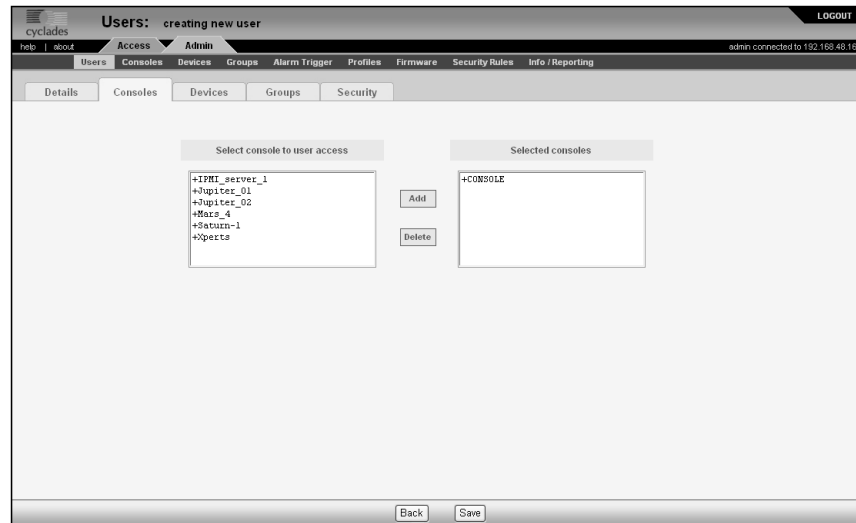 LOGOUT
cyclades
Users: creating new user
help | about
Access Admin
admin connected to 192.168.48.16
Users Consoles Devices Groups Alarm Trigger Profiles Firmware Security Rules Info / Reporting
Details Consoles Devices Groups Security
Select console to user access
Selected consoles
+IPMI_server_1
+Jupiter_01
+Jupiter_02
+Mars_4
+Saturn-1
+Xperts
Add
Delete
+CONSOLE
Back Save